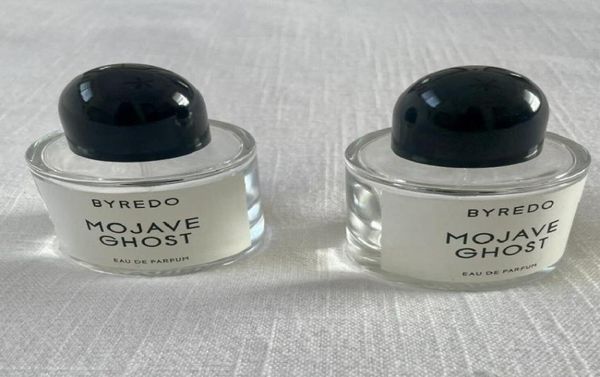 BYREDO
MOJAVE
GHOST
EAU DE PARFUM
BYREDO
MOJAVE
GHOST
EAU DE PARFUM